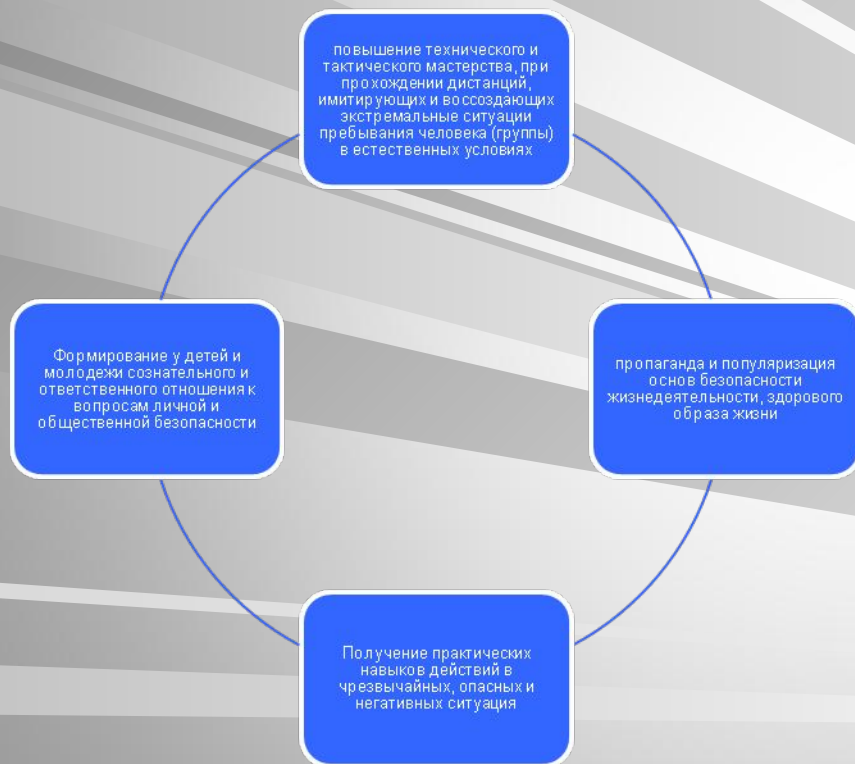 повышение технического и
тактического мастерства, при
прохождении дистанций,
имитирующих и воссоздающих
экстремальные ситуации
пребывания человека (группы)
в естественных условиях
Формирование у детей и
молодежи сознательного и
ответственного отношения к
вопросам личной и
общественной безопасности
пропаганда и популяризация
основ безопасности
жизнедеятельности, здорового
образа жизни
Получение практических
навыков действий в
чрезвычайных, опасных и
негативных ситуация